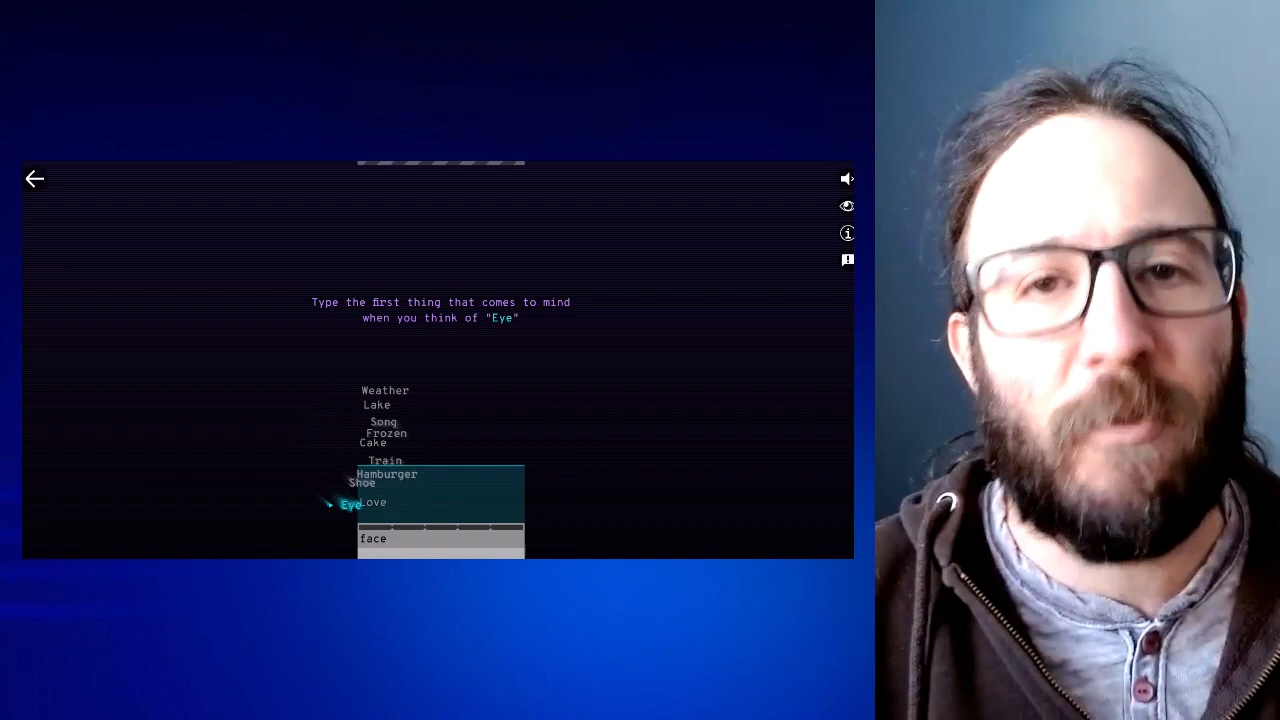 Type the first thing that comes to mind
when you think of "Eye"
Weather
Lake
Song
Frozen
Cake
Train
Hamburger
Shoe
Love
Eye
face